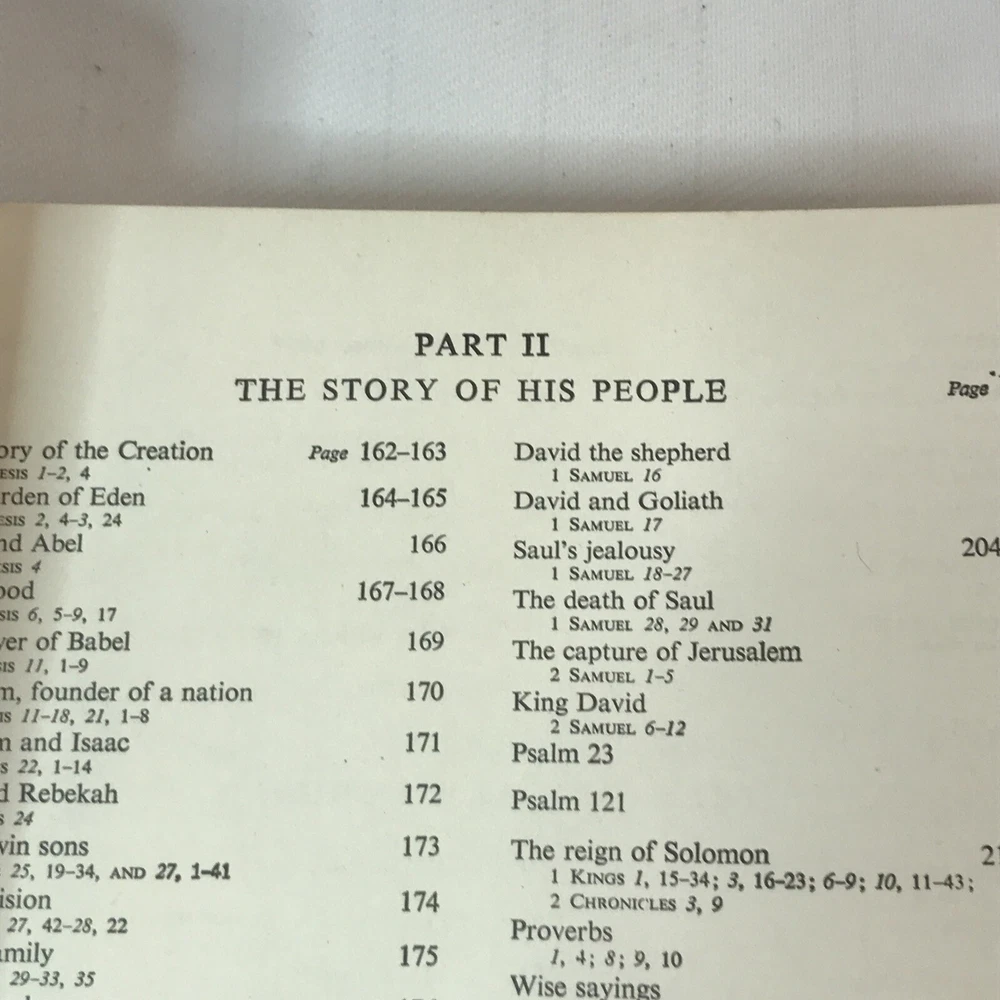 PART II
THE STORY OF HIS PEOPLE
Page
ory of the Creation Page 162–163
ESIS 1–2, 4
rden of Eden 164–165
ESIS 2, 4–3, 24
nd Abel 166
SIS 4
ood 167–168
SIS 6, 5–9, 17
ver of Babel 169
SIS 11, 1–9
m, founder of a nation 170
IS 11–18, 21, 1–8
m and Isaac 171
S 22, 1–14
d Rebekah 172
S 24
win sons 173
25, 19–34, AND 27, 1–41
ision 174
27, 42–28, 22
amily 175
29–33, 35
David the shepherd
1 SAMUEL 16
David and Goliath
1 SAMUEL 17
Saul's jealousy 204
1 SAMUEL 18–27
The death of Saul
1 SAMUEL 28, 29 AND 31
The capture of Jerusalem
2 SAMUEL 1–5
King David
2 SAMUEL 6–12
Psalm 23
Psalm 121
The reign of Solomon 21
1 KINGS 1, 15–34; 3, 16–23; 6–9; 10, 11–43;
2 CHRONICLES 3, 9
Proverbs
1, 4; 8; 9, 10
Wise sayings